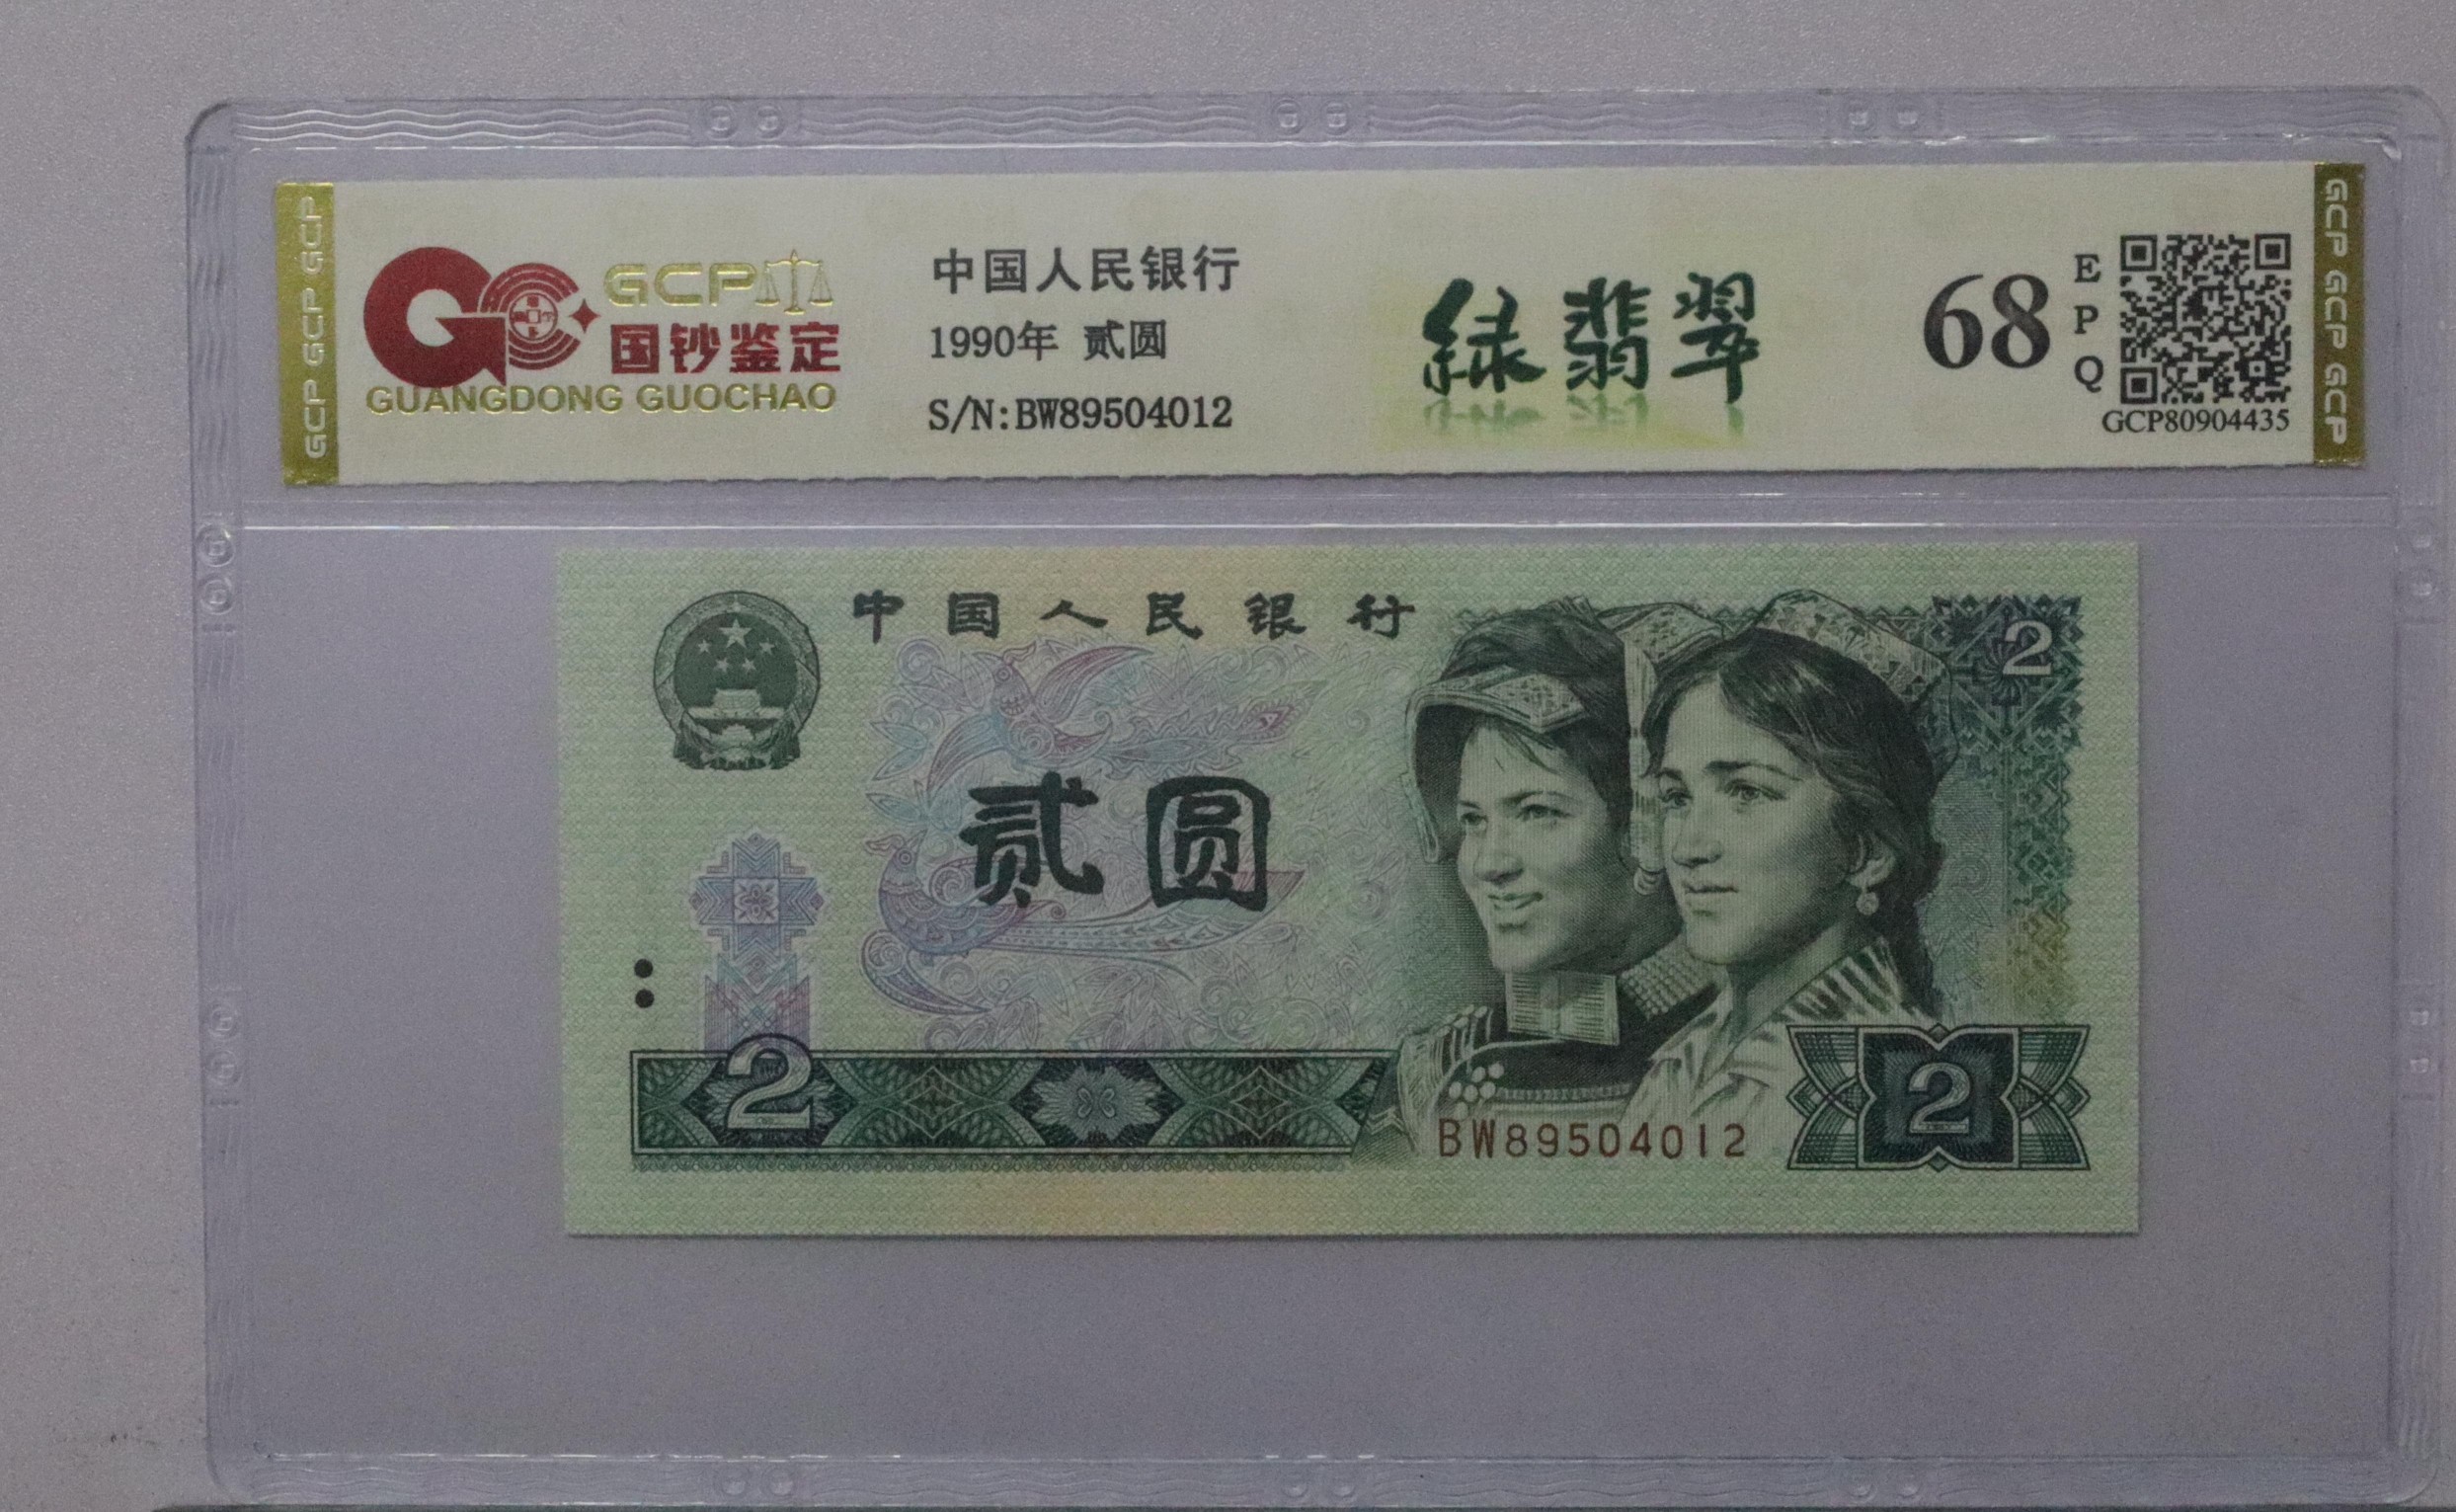 GCP GCP GCP
GCP
国钞鉴定
GUANGDONG GUOCHAO
中国人民银行
1990年 贰圆
S/N:BW89504012
绿翡翠
68
E
P
Q
GCP80904435
GCP GCP GCP
中国人民银行
2
贰圆
2
BW89504012
2